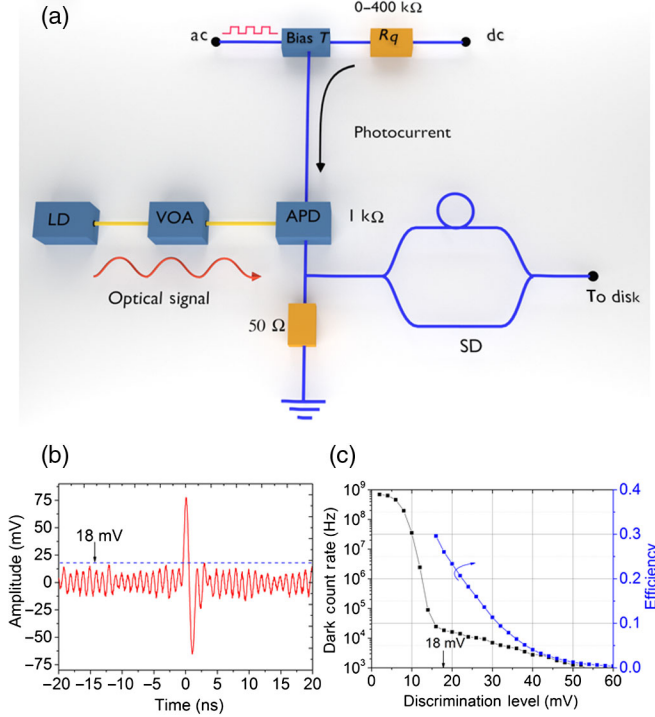 (a)
0–400 kΩ
ac
Bias T
Rq
dc
Photocurrent
LD
VOA
APD
1 kΩ
Optical signal
To disk
50 Ω
SD
(b)
(c)
Amplitude (mV)
75
50
25
0
−25
−50
−75
18 mV
−20 −15 −10 −5 0 5 10 15 20
Time (ns)
Dark count rate (Hz)
10⁹
10⁸
10⁷
10⁶
10⁵
10⁴
10³
18 mV
0 10 20 30 40 50 60
Discrimination level (mV)
0.4
0.3
0.2
0.1
0.0
Efficiency